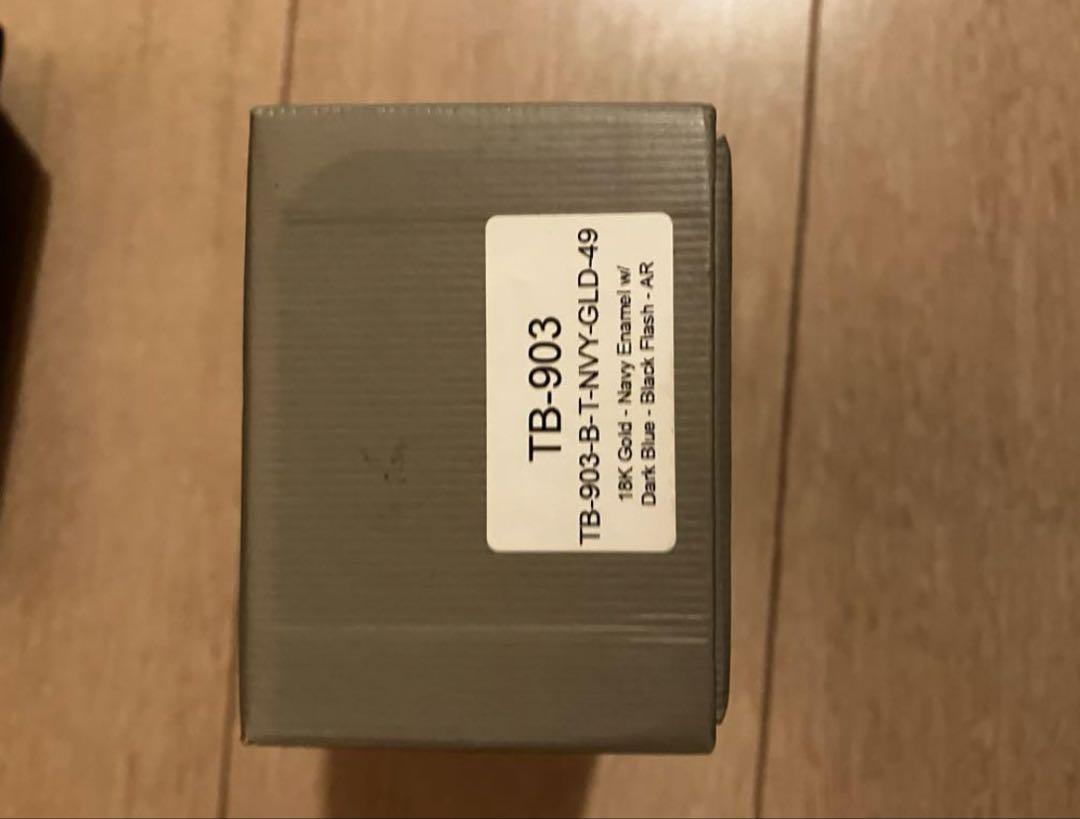 TB-903
TB-903-B-T-NVY-GLD-49
18K Gold - Navy Enamel w/
Dark Blue - Black Flash - AR